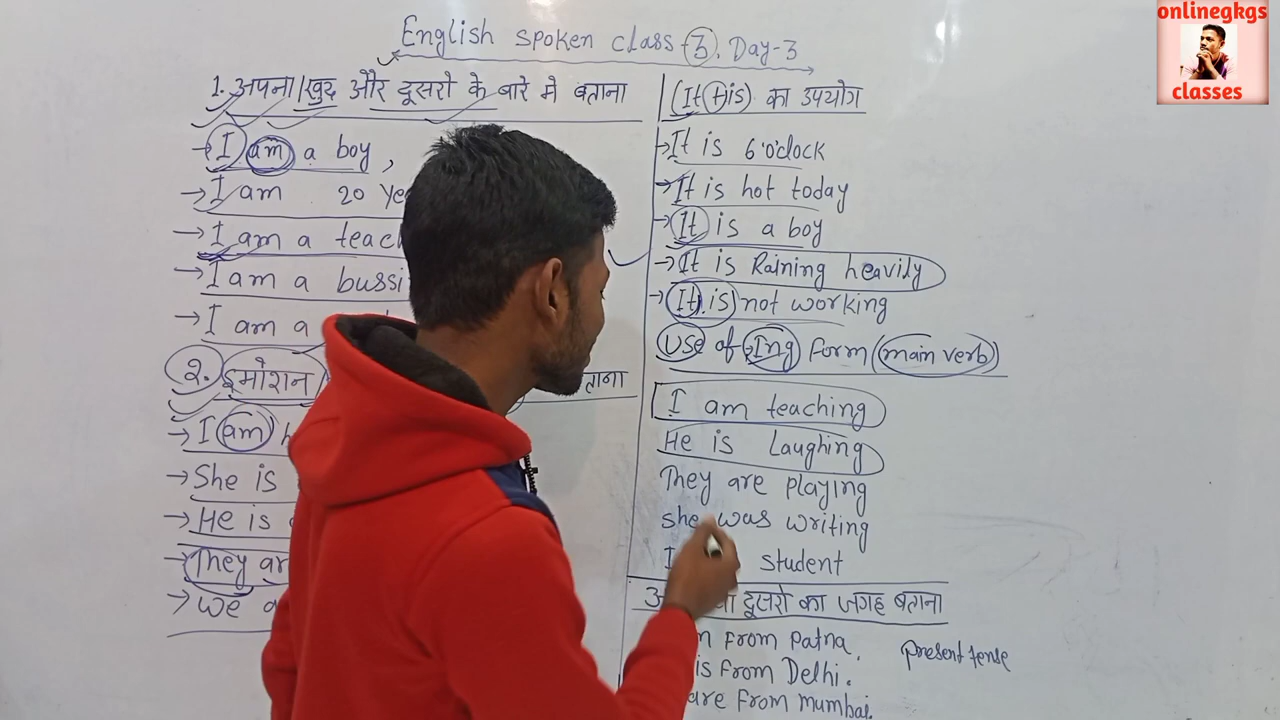 English spoken class -3. Day-3
1. अपना/खुद और दूसरो के बारे मे बताना
→ I am a boy,
→ I am 20
→ I am a
→ I am a
→ I am a
2. इमोशन
→ I am
→ She is
→ He is
→ They
→ We
(It is) का उपयोग
→ It is 6'o'clock
→ It is hot today
→ It is a boy
→ It is Raining heavily
→ It is not working
Use of Ing Form (main verb)
I am teaching
He is Laughing
They are playing
she was writing
I student
दूसरो का जगह बताना
From Patna.
is From Delhi.
are From Mumbai.
Present tense
onlinegkgs
classes